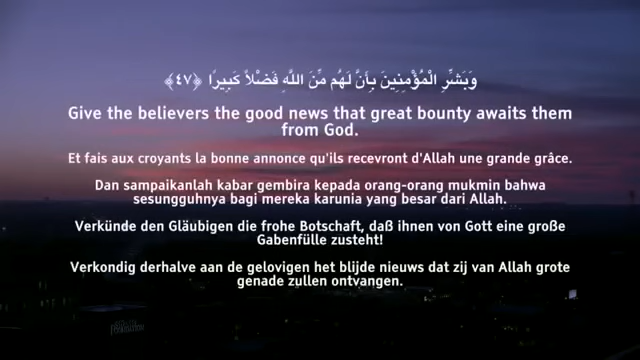 وَبَشِّرِ الْمُؤْمِنِينَ بِأَنَّ لَهُم مِّنَ اللَّهِ فَضْلًا كَبِيرًا ﴿٤٧﴾
Give the believers the good news that great bounty awaits them
from God.
Et fais aux croyants la bonne annonce qu'ils recevront d'Allah une grande grâce.
Dan sampaikanlah kabar gembira kepada orang-orang mukmin bahwa
sesungguhnya bagi mereka karunia yang besar dari Allah.
Verkünde den Gläubigen die frohe Botschaft, daß ihnen von Gott eine große
Gabenfülle zusteht!
Verkondig derhalve aan de gelovigen het blijde nieuws dat zij van Allah grote
genade zullen ontvangen.